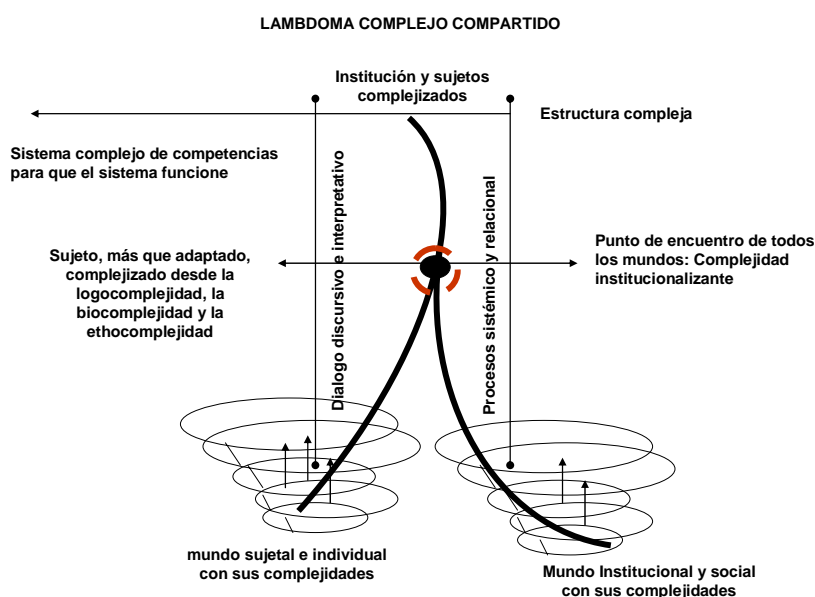 LAMBDOMA COMPLEJO COMPARTIDO
Institución y sujetos
complejizados
Estructura compleja
Sistema complejo de competencias
para que el sistema funcione
Dialogo discursivo e interpretativo
Procesos sistémico y relacional
Sujeto, más que adaptado,
complejizado desde la
logocomplejidad, la
biocomplejidad y la
ethocomplejidad
Punto de encuentro de todos
los mundos: Complejidad
institucionalizante
mundo sujetal e individual
con sus complejidades
Mundo Institucional y social
con sus complejidades